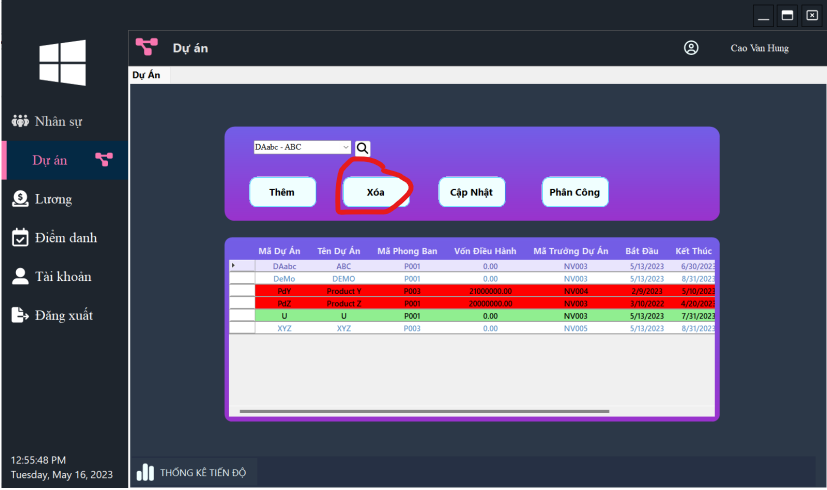 Dự án
Cao Van Hung
Dự Án
Nhân sự
Dự án
Lương
Điểm danh
Tài khoản
Đăng xuất
DAabc - ABC
Thêm Xóa Cập Nhật Phân Công
Mã Dự Án Tên Dự Án Mã Phong Ban Vốn Điều Hành Mã Trưởng Dự Án Bắt Đầu Kết Thúc
DAabc ABC P001 0.00 NV003 5/13/2023 6/30/2023
DeMo DEMO P001 0.00 NV003 5/13/2023 8/31/2023
PdY Product Y P003 21000000.00 NV004 2/9/2023 5/10/2023
PdZ Product Z P001 20000000.00 NV003 3/10/2022 4/20/2023
U U P001 0.00 NV003 5/13/2023 7/31/2023
XYZ XYZ P003 0.00 NV005 5/13/2023 8/31/2023
12:55:48 PM
Tuesday, May 16, 2023
THỐNG KÊ TIẾN ĐỘ